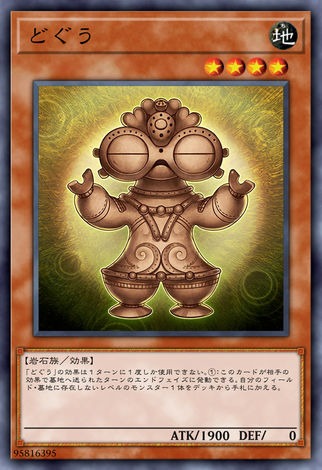 どぐう
地
【岩石族／効果】
「どぐう」の効果は１ターンに１度しか使用できない。①：このカードが相手の
効果で墓地へ送られたターンのエンドフェイズに発動できる。自分のフィール
ド・墓地に存在しないレベルのモンスター１体をデッキから手札に加える。
ATK/1900 DEF/ 0
95816395